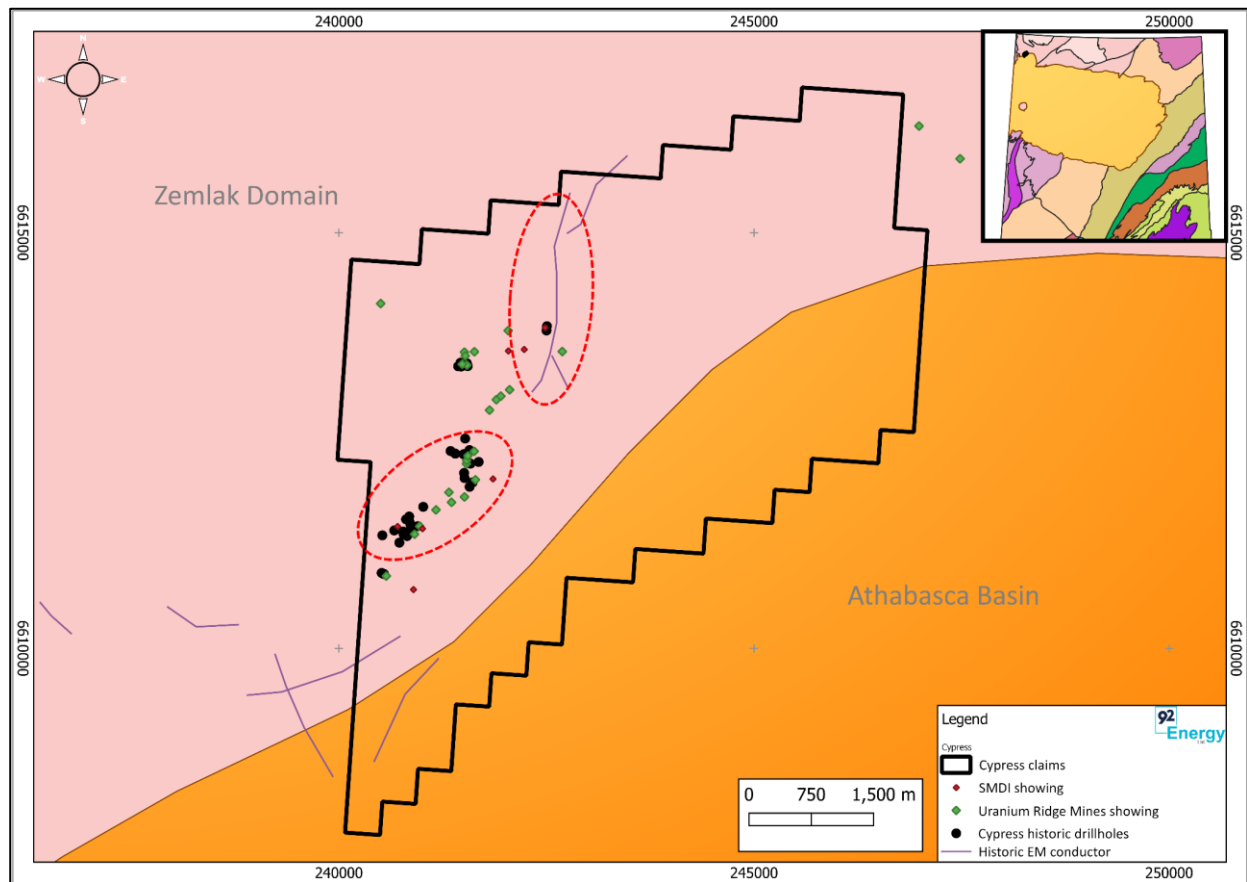 240000 245000 250000
N
W E
S
Zemlak Domain
6615000 6615000
6610000 6610000
Athabasca Basin
Legend
92
Energy
Cypress
Cypress claims
SMDI showing
Uranium Ridge Mines showing
Cypress historic drillholes
Historic EM conductor
0 750 1,500 m
240000 245000 250000